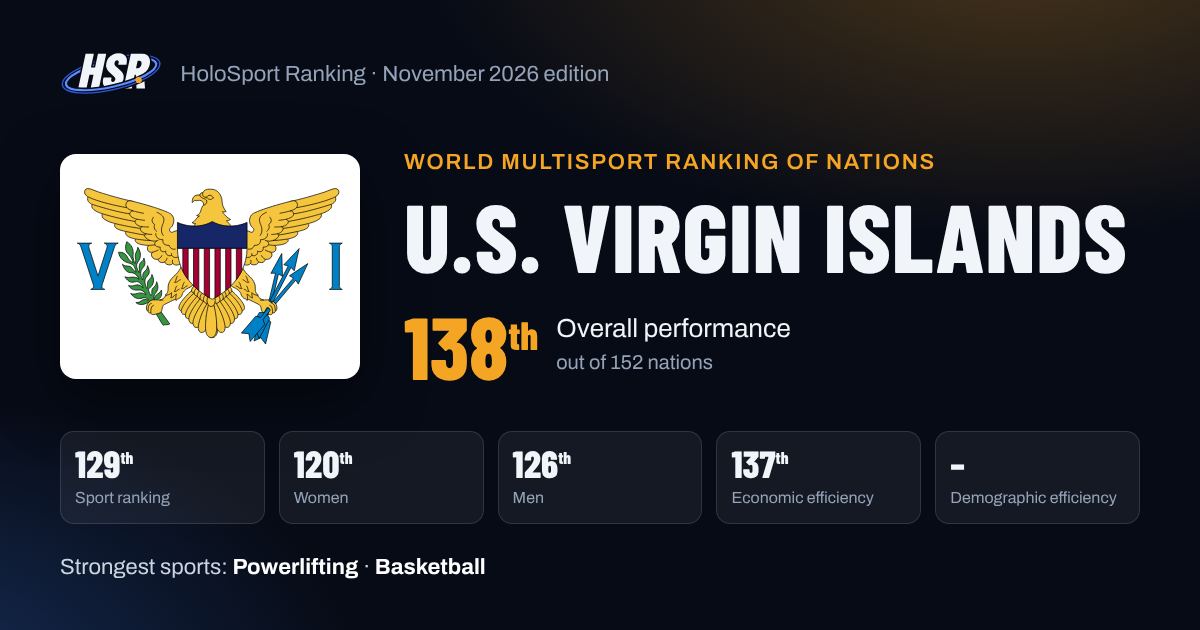 HSR HoloSport Ranking · November 2026 edition
WORLD MULTISPORT RANKING OF NATIONS
U.S. VIRGIN ISLANDS
V I
138th Overall performance
out of 152 nations
129th
Sport ranking
120th
Women
126th
Men
137th
Economic efficiency
–
Demographic efficiency
Strongest sports: Powerlifting · Basketball